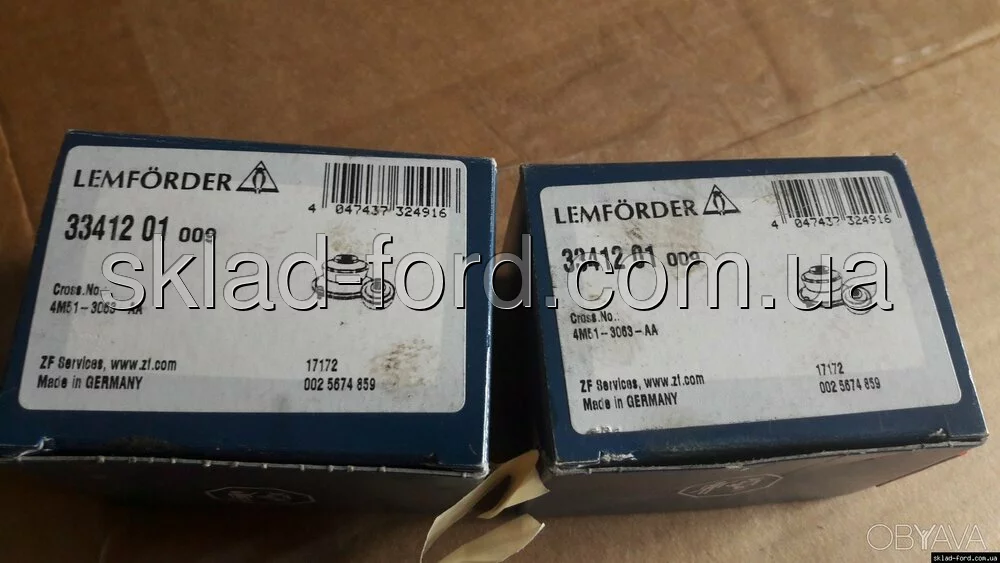 LEMFÖRDER
4 047437 324916
33412 01 009
Cross.No.:
4M51-3063-AA
ZF Services, www.zf.com
Made in GERMANY
17172
002 5674 859
LEMFÖRDER
4 047437 324916
33412 01 009
Cross.No.:
4M51-3063-AA
ZF Services, www.zf.com
Made in GERMANY
17172
002 5674 859
sklad-ford.com.ua
OBYAVA
sklad-ford.com.ua